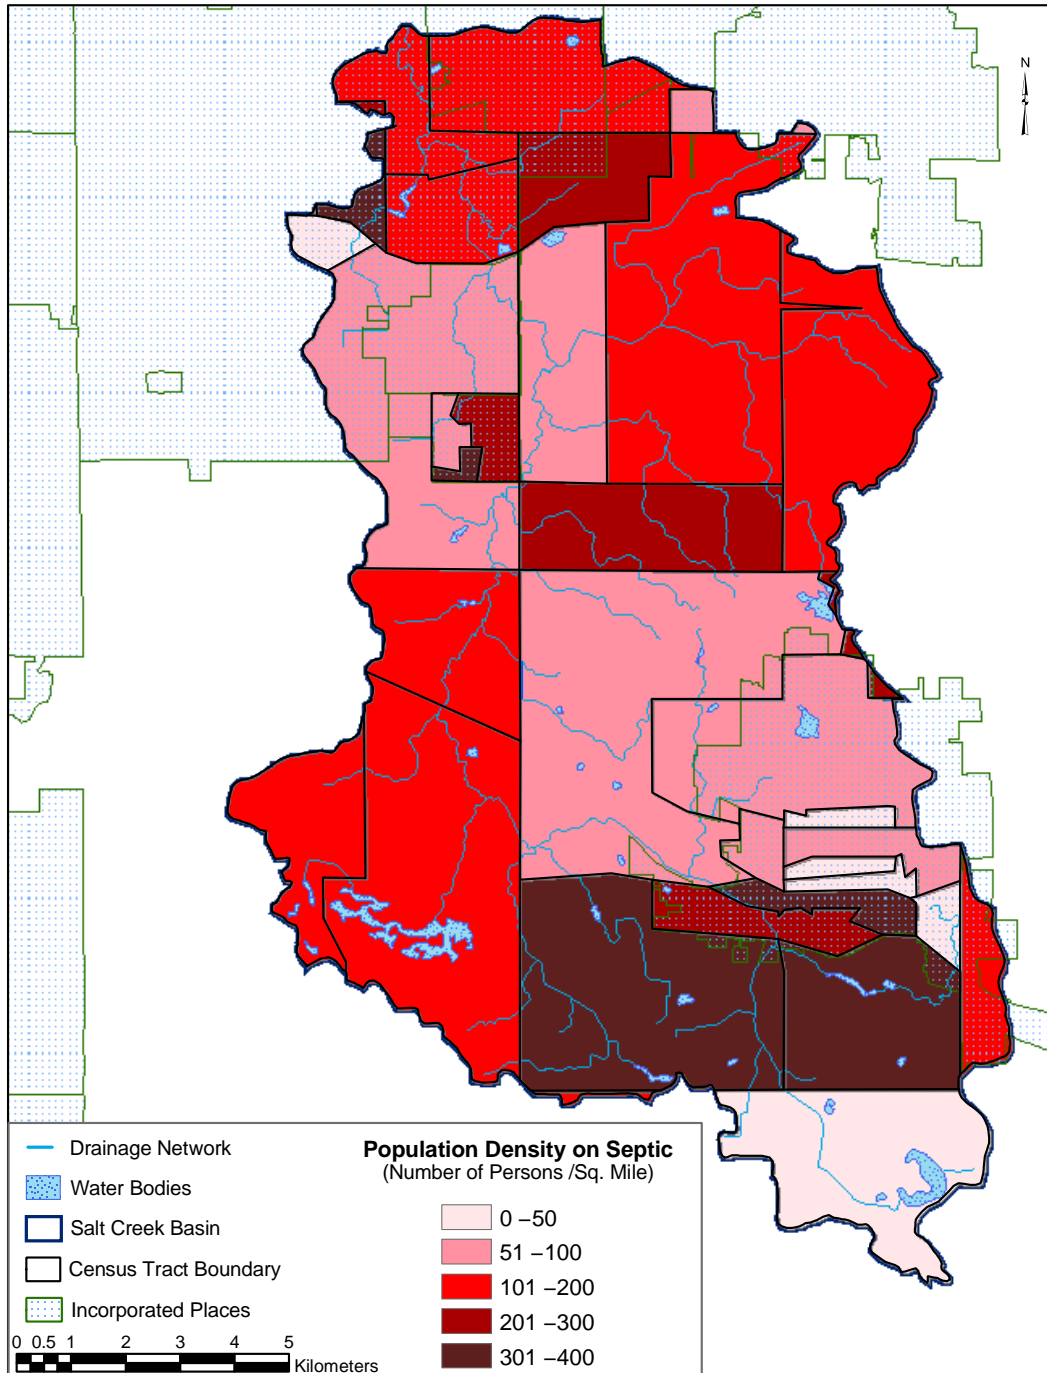 N
Drainage Network
Water Bodies
Salt Creek Basin
Census Tract Boundary
Incorporated Places
0 0.5 1 2 3 4 5
Kilometers
Population Density on Septic
(Number of Persons /Sq. Mile)
0 –50
51 –100
101 –200
201 –300
301 –400